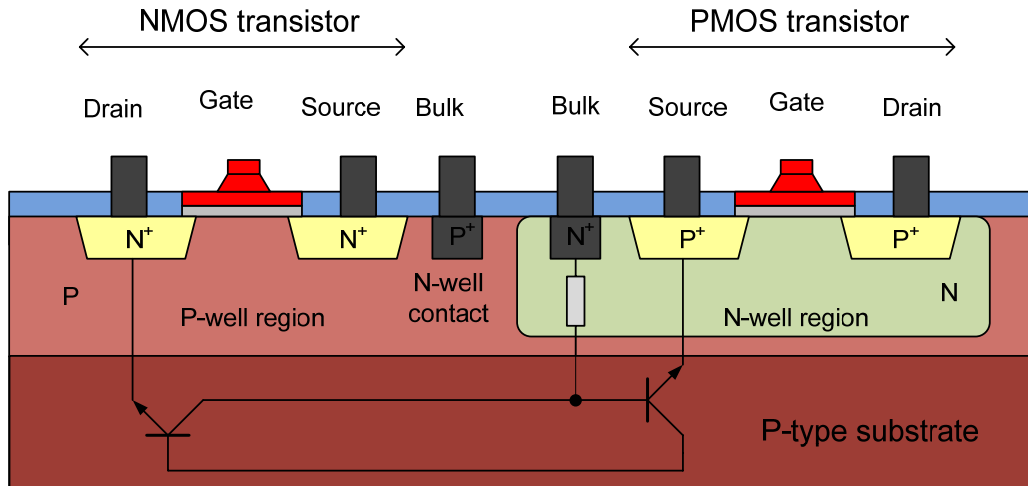 NMOS transistor
PMOS transistor
Drain
Gate
Source
Bulk
Bulk
Source
Gate
Drain
N+
N+
P+
N+
P+
P+
P
N-well
contact
N
P-well region
N-well region
P-type substrate